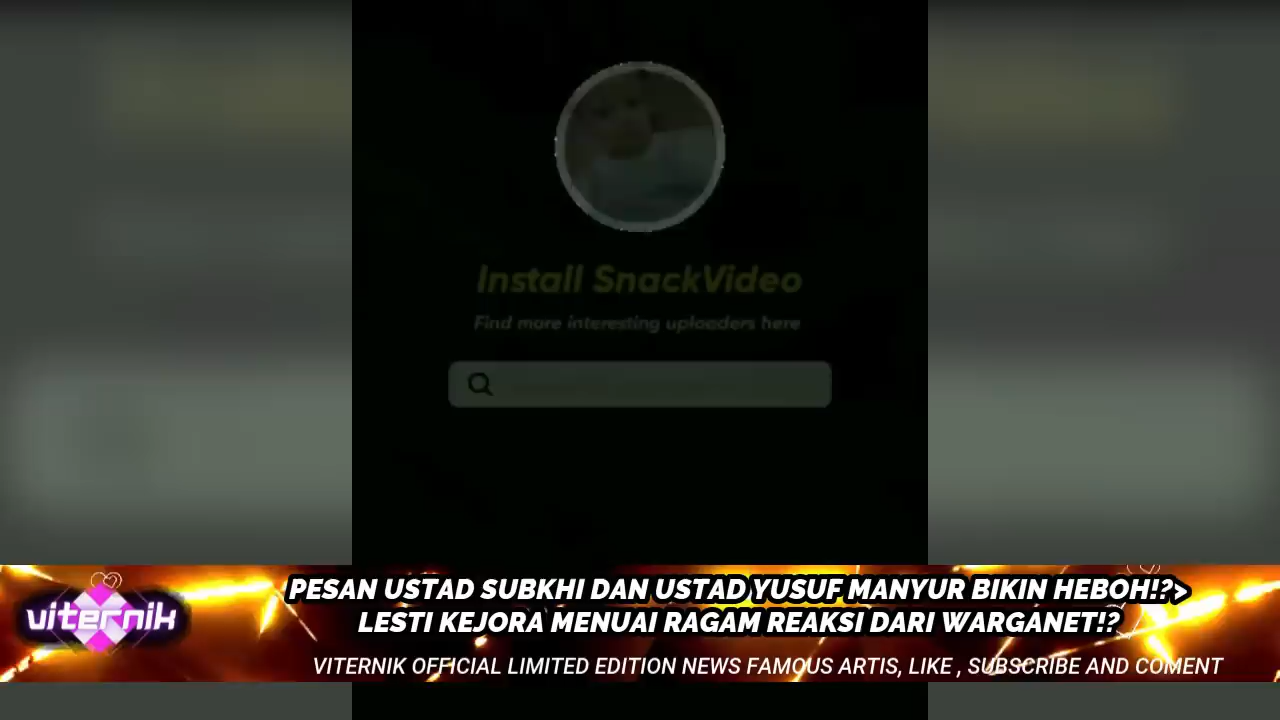 Install SnackVideo
Find more interesting uploaders here
viternik
PESAN USTAD SUBKHI DAN USTAD YUSUF MANYUR BIKIN HEBOH!?>
LESTI KEJORA MENUAI RAGAM REAKSI DARI WARGANET!?
VITERNIK OFFICIAL LIMITED EDITION NEWS FAMOUS ARTIS, LIKE , SUBSCRIBE AND COMENT